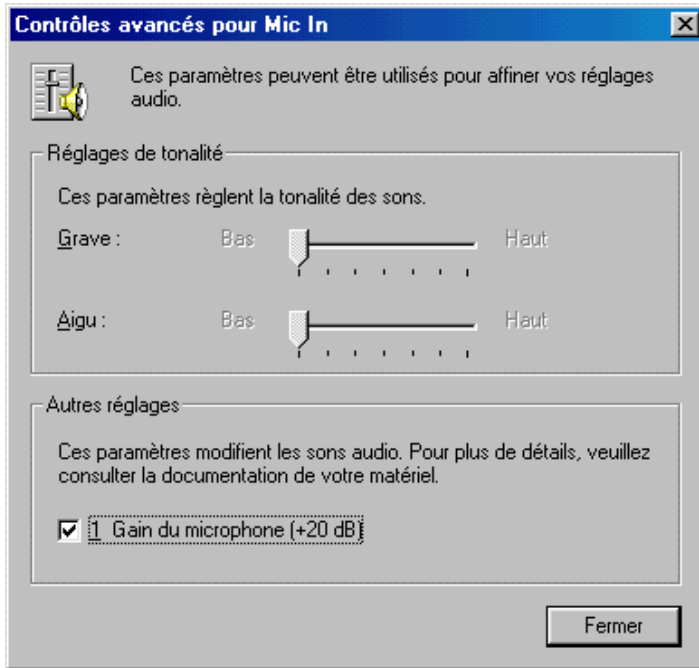 Contrôles avancés pour Mic In
Ces paramètres peuvent être utilisés pour affiner vos réglages
audio.
Réglages de tonalité
Ces paramètres règlent la tonalité des sons.
Grave : Bas Haut
Aigu : Bas Haut
Autres réglages
Ces paramètres modifient les sons audio. Pour plus de détails, veuillez
consulter la documentation de votre matériel.
1 Gain du microphone (+20 dB)
Fermer